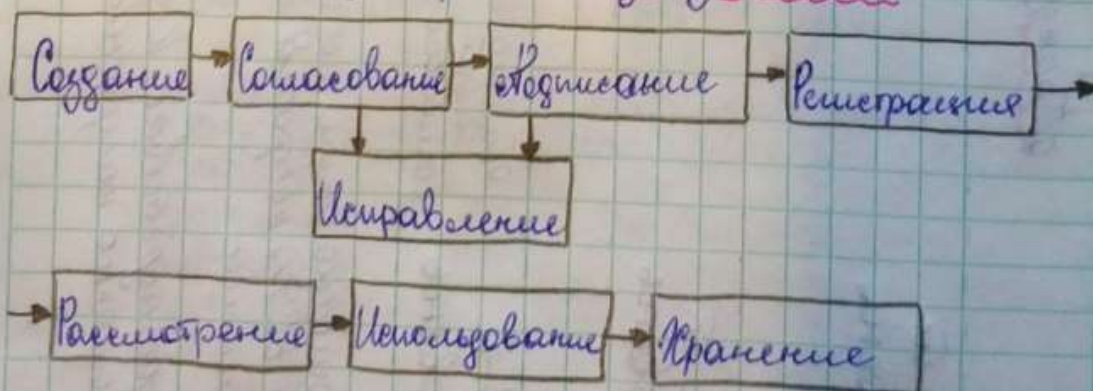 Создание Согласование Подписание Регистрация
Исправление
Рассмотрение Использование Хранение